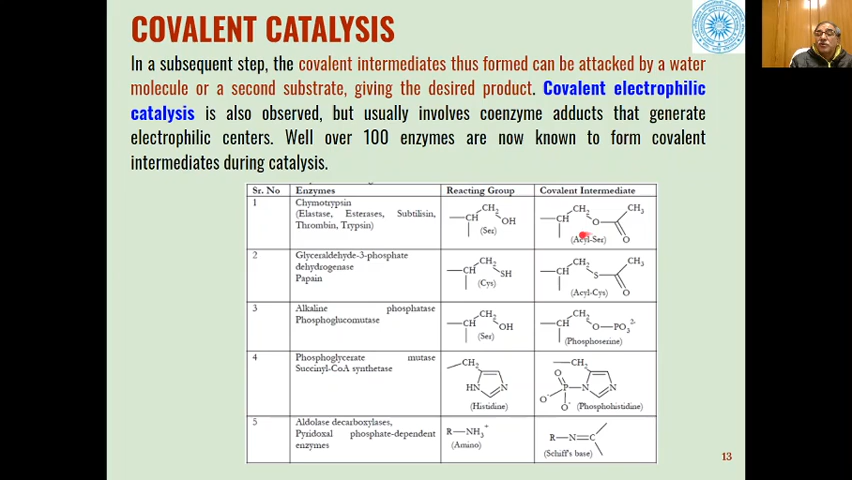 COVALENT CATALYSIS
In a subsequent step, the covalent intermediates thus formed can be attacked by a water
molecule or a second substrate, giving the desired product. Covalent electrophilic
catalysis is also observed, but usually involves coenzyme adducts that generate
electrophilic centers. Well over 100 enzymes are now known to form covalent
intermediates during catalysis.
Sr. No Enzymes Reacting Group Covalent Intermediate
1 Chymotrypsin
(Elastase, Esterases, Subtilisin,
Thrombin, Trypsin)
CH CH2 OH
(Ser)
CH CH2 O CH3 O
(Acyl-Ser)
2 Glyceraldehyde-3-phosphate
dehydrogenase
Papain
CH CH2 SH
(Cys)
CH CH2 S CH3 O
(Acyl-Cys)
3 Alkaline phosphatase
Phosphoglucomutase
CH CH2 OH
(Ser)
CH CH2 O—PO3 2-
(Phosphoserine)
4 Phosphoglycerate mutase
Succinyl-CoA synthetase
CH2 HN N
(Histidine)
CH2 O P N N O- O-
(Phosphohistidine)
5 Aldolase decarboxylases,
Pyridoxal phosphate-dependent
enzymes
R—NH3+
(Amino)
R—N=C
(Schiff's base)
13